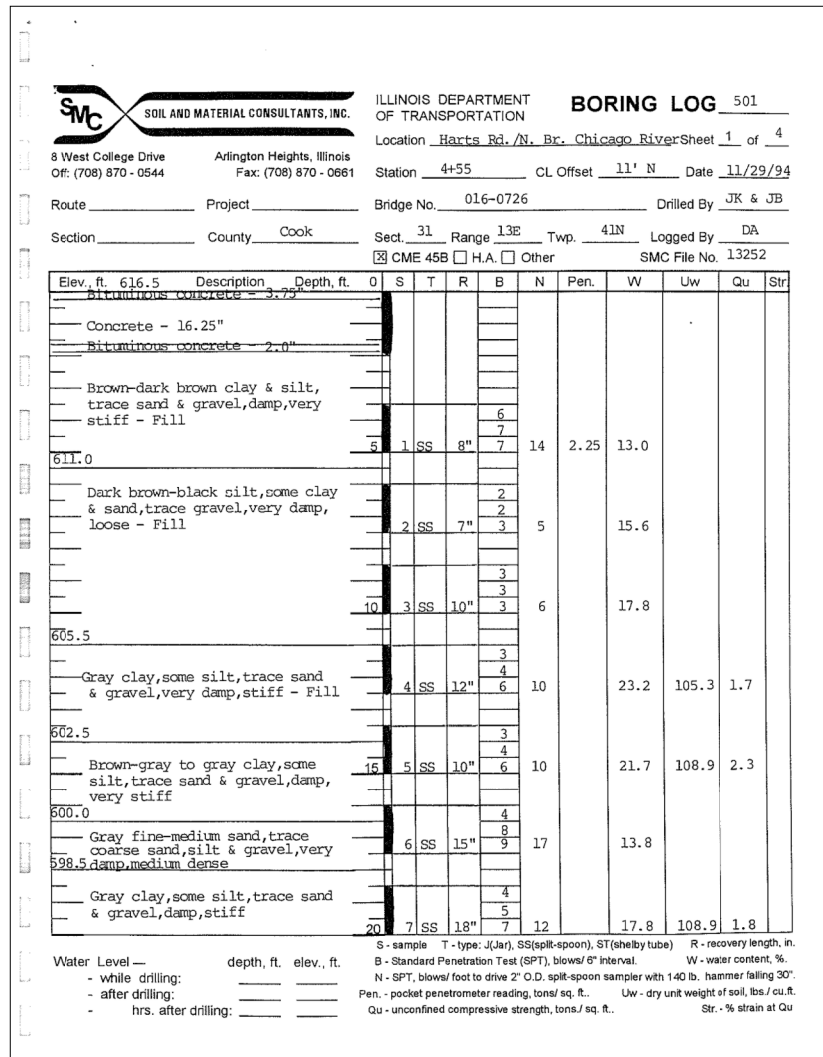 SMC SOIL AND MATERIAL CONSULTANTS, INC.
8 West College Drive Arlington Heights, Illinois
Off: (708) 870 - 0544 Fax: (708) 870 - 0661
ILLINOIS DEPARTMENT
OF TRANSPORTATION
BORING LOG 501
Location Harts Rd./N. Br. Chicago River Sheet 1 of 4
Station 4+55 CL Offset 11' N Date 11/29/94
Route Project Bridge No. 016-0726 Drilled By JK & JB
Section County Cook Sect. 31 Range 13E Twp. 41N Logged By DA
☒ CME 45B ☐ H.A. ☐ Other SMC File No. 13252
Elev., ft. 616.5 Description Depth, ft. 0 S T R B N Pen. W Uw Qu Str.
Bituminous concrete - 3.75"
Concrete - 16.25"
Bituminous concrete - 2.0"
Brown-dark brown clay & silt,
trace sand & gravel,damp,very
stiff - Fill 6
7
5 1 SS 8" 7 14 2.25 13.0
611.0
Dark brown-black silt,some clay 2
& sand,trace gravel,very damp, 2
loose - Fill 2 SS 7" 3 5 15.6
3
3
10 3 SS 10" 3 6 17.8
605.5
3
Gray clay,some silt,trace sand 4
& gravel,very damp,stiff - Fill 4 SS 12" 6 10 23.2 105.3 1.7
602.5 3
4
Brown-gray to gray clay,some 15 5 SS 10" 6 10 21.7 108.9 2.3
silt,trace sand & gravel,damp,
very stiff
600.0 4
Gray fine-medium sand,trace 8
coarse sand,silt & gravel,very 6 SS 15" 9 17 13.8
598.5 damp,medium dense
Gray clay,some silt,trace sand 4
& gravel,damp,stiff 5
20 7 SS 18" 7 12 17.8 108.9 1.8
S - sample T - type: J(Jar), SS(split-spoon), ST(shelby tube) R - recovery length, in.
Water Level — depth, ft. elev., ft. B - Standard Penetration Test (SPT), blows/ 6" interval. W - water content, %.
- while drilling: N - SPT, blows/ foot to drive 2" O.D. split-spoon sampler with 140 lb. hammer falling 30".
- after drilling: Pen. - pocket penetrometer reading, tons/ sq. ft.. Uw - dry unit weight of soil, lbs./ cu.ft.
- hrs. after drilling: Qu - unconfined compressive strength, tons./ sq. ft.. Str. - % strain at Qu